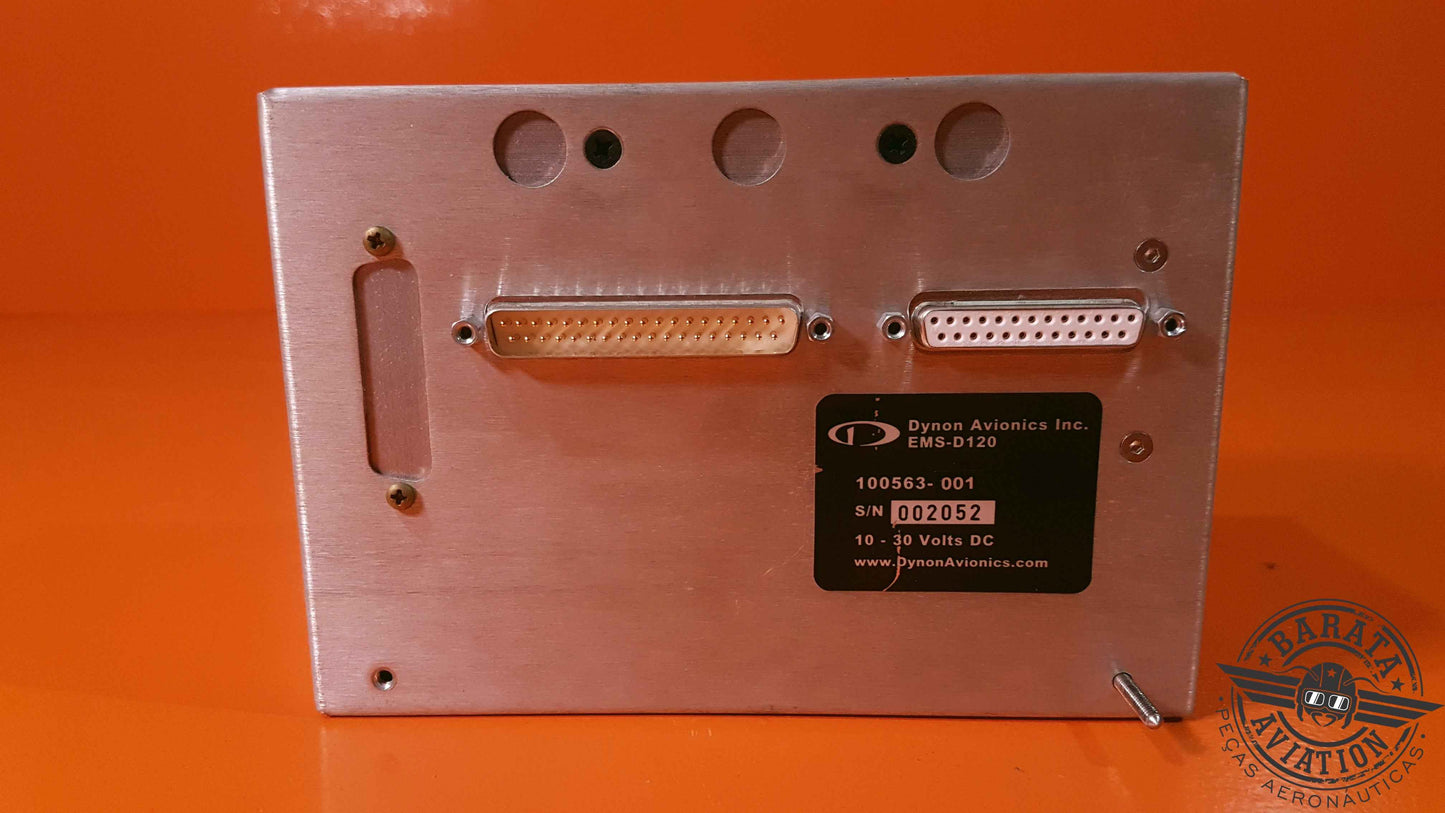 Dynon Avionics Inc.
EMS-D120
100563- 001
S/N 002052
10 - 30 Volts DC
www.DynonAvionics.com
BARATA
AVIATION
PEÇAS AERONÁUTICAS